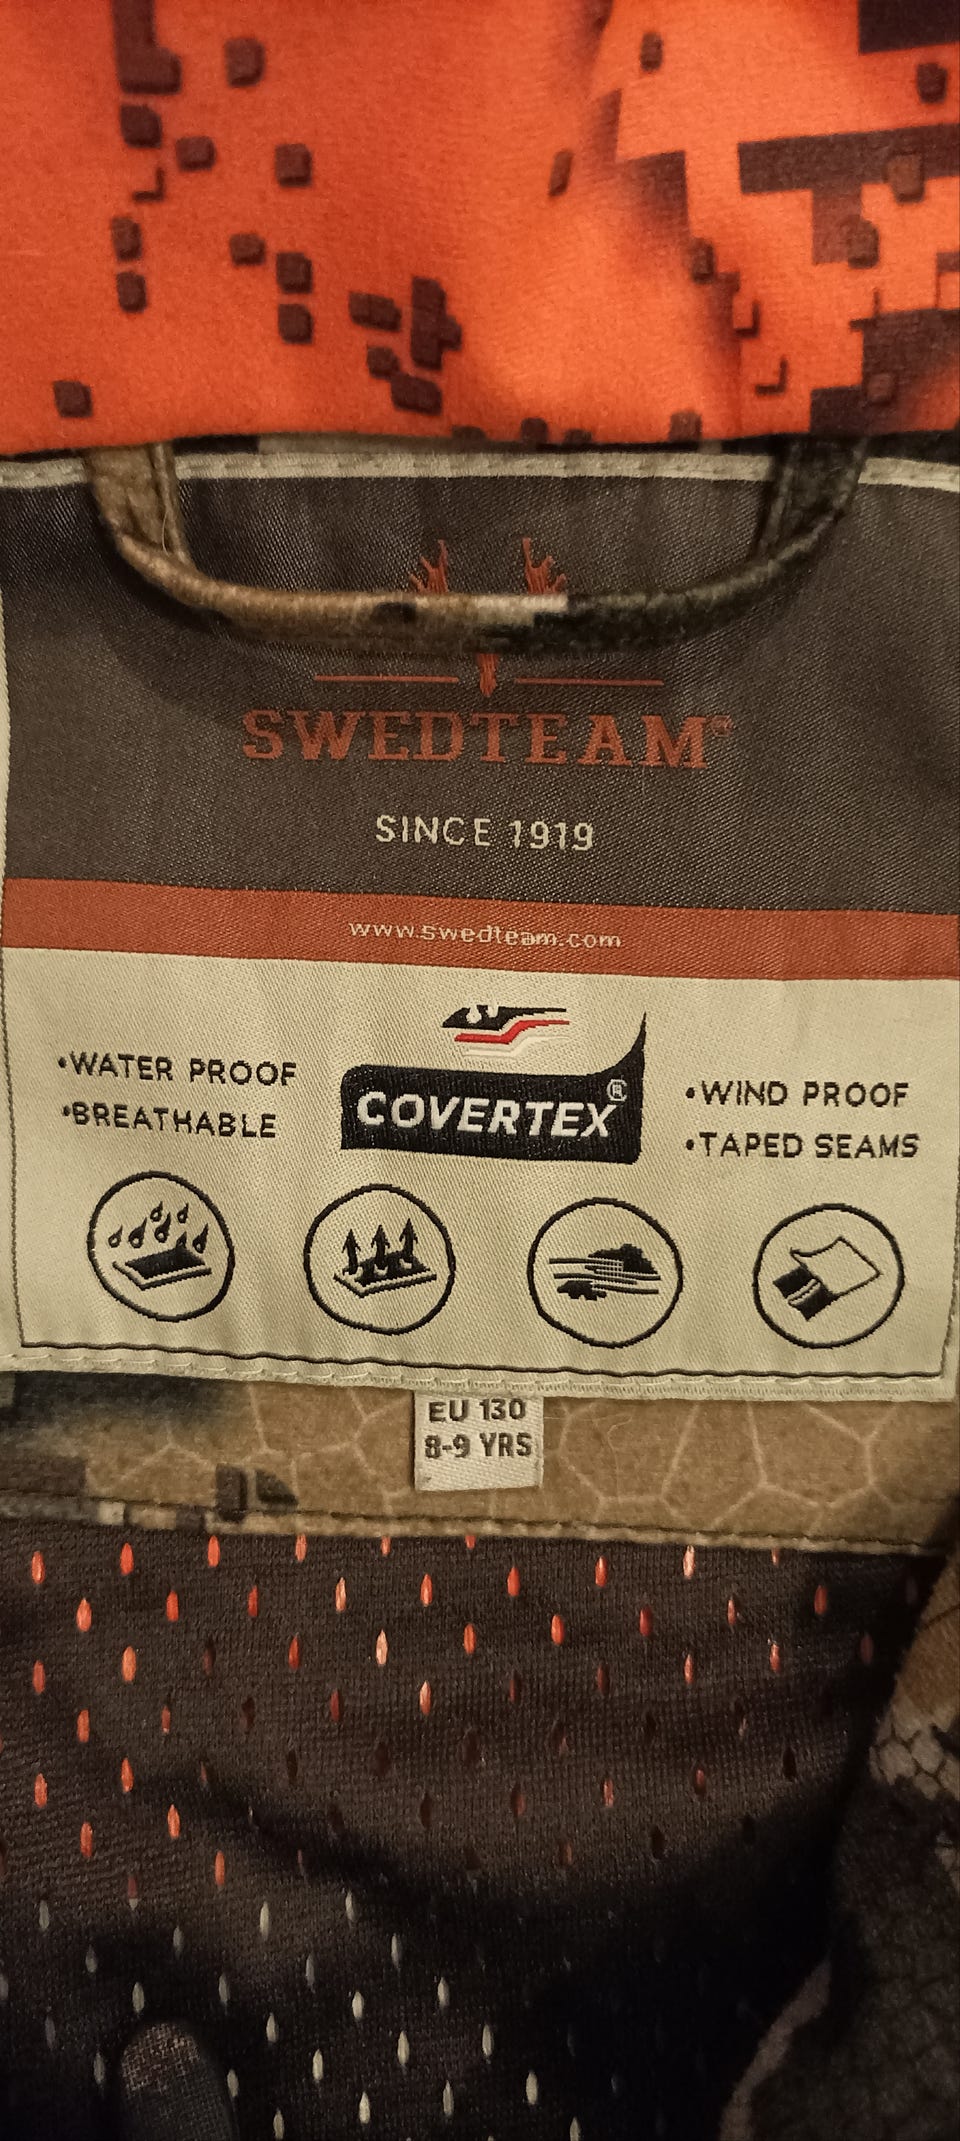 SWEDTEAM®
SINCE 1919
www.swedteam.com
•WATER PROOF
•BREATHABLE
COVERTEX®
•WIND PROOF
•TAPED SEAMS
EU 130
8-9 YRS